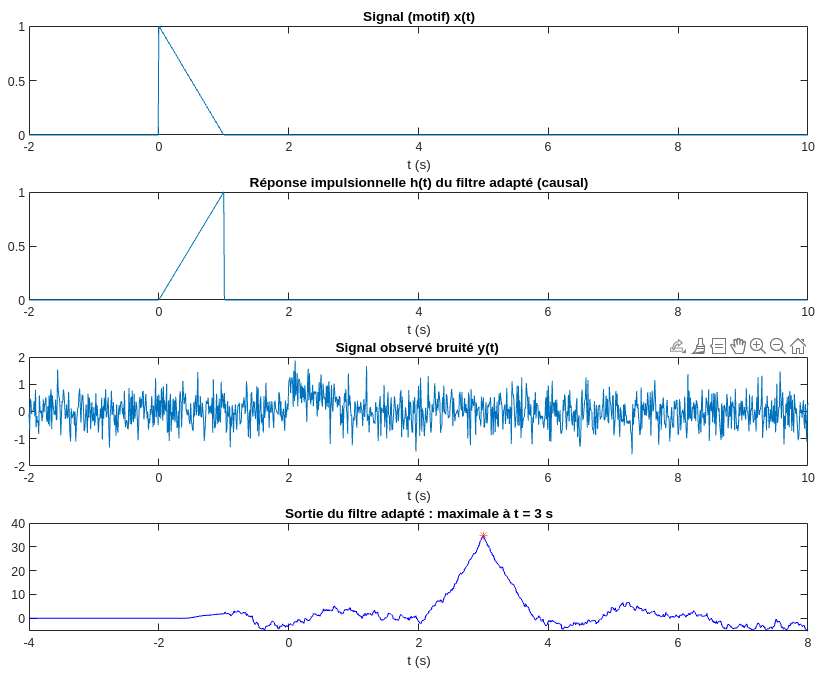 Signal (motif) x(t)
1
0.5
0
-2 0 2 4 6 8 10
t (s)
Réponse impulsionnelle h(t) du filtre adapté (causal)
1
0.5
0
-2 0 2 4 6 8 10
t (s)
Signal observé bruité y(t)
2
1
0
-1
-2
-2 0 2 4 6 8 10
t (s)
Sortie du filtre adapté : maximale à t = 3 s
40
30
20
10
0
-4 -2 0 2 4 6 8
t (s)